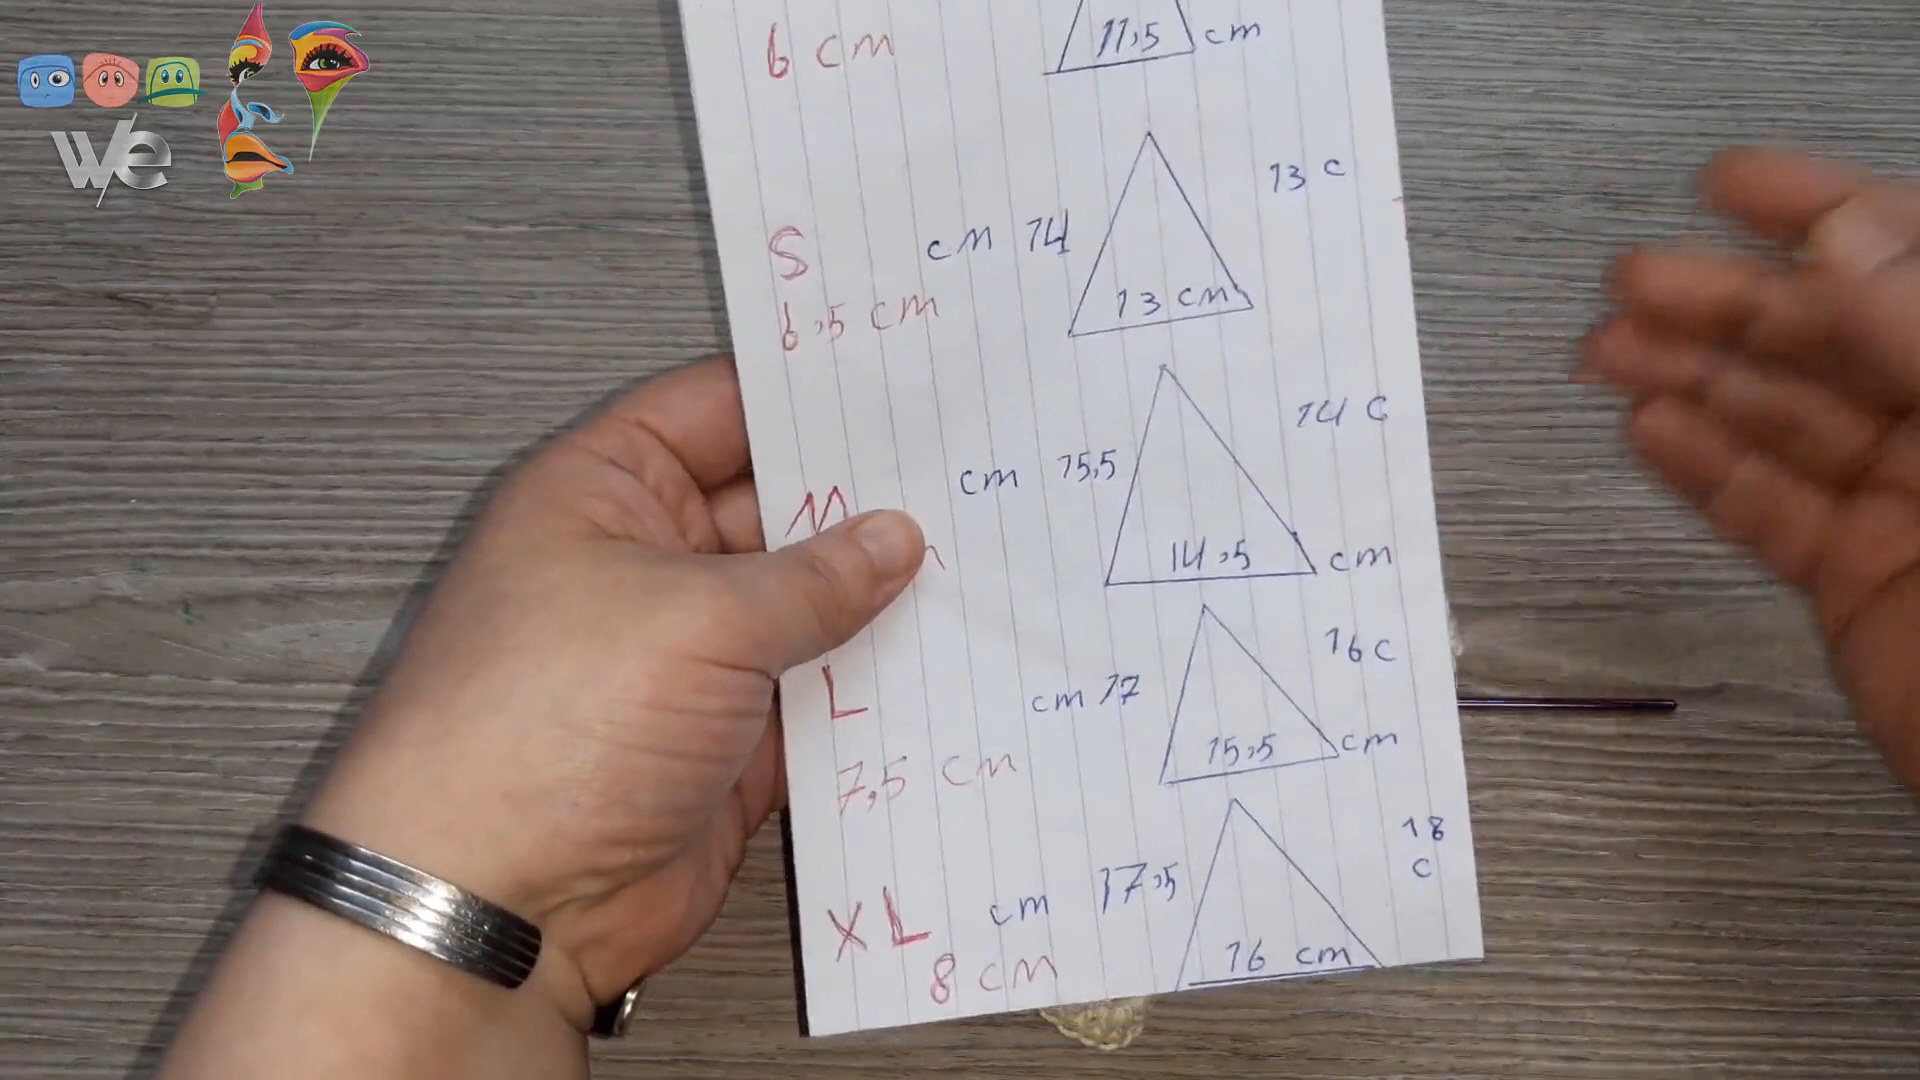 we
6 cm 11,5 cm
13 c
S cm 14
6,5 cm 13 cm
14 c
cm 15,5
M
14,5 cm
16 c
L cm 17
7,5 cm 15,5 cm
18
c
XL cm 17,5
8 cm 16 cm